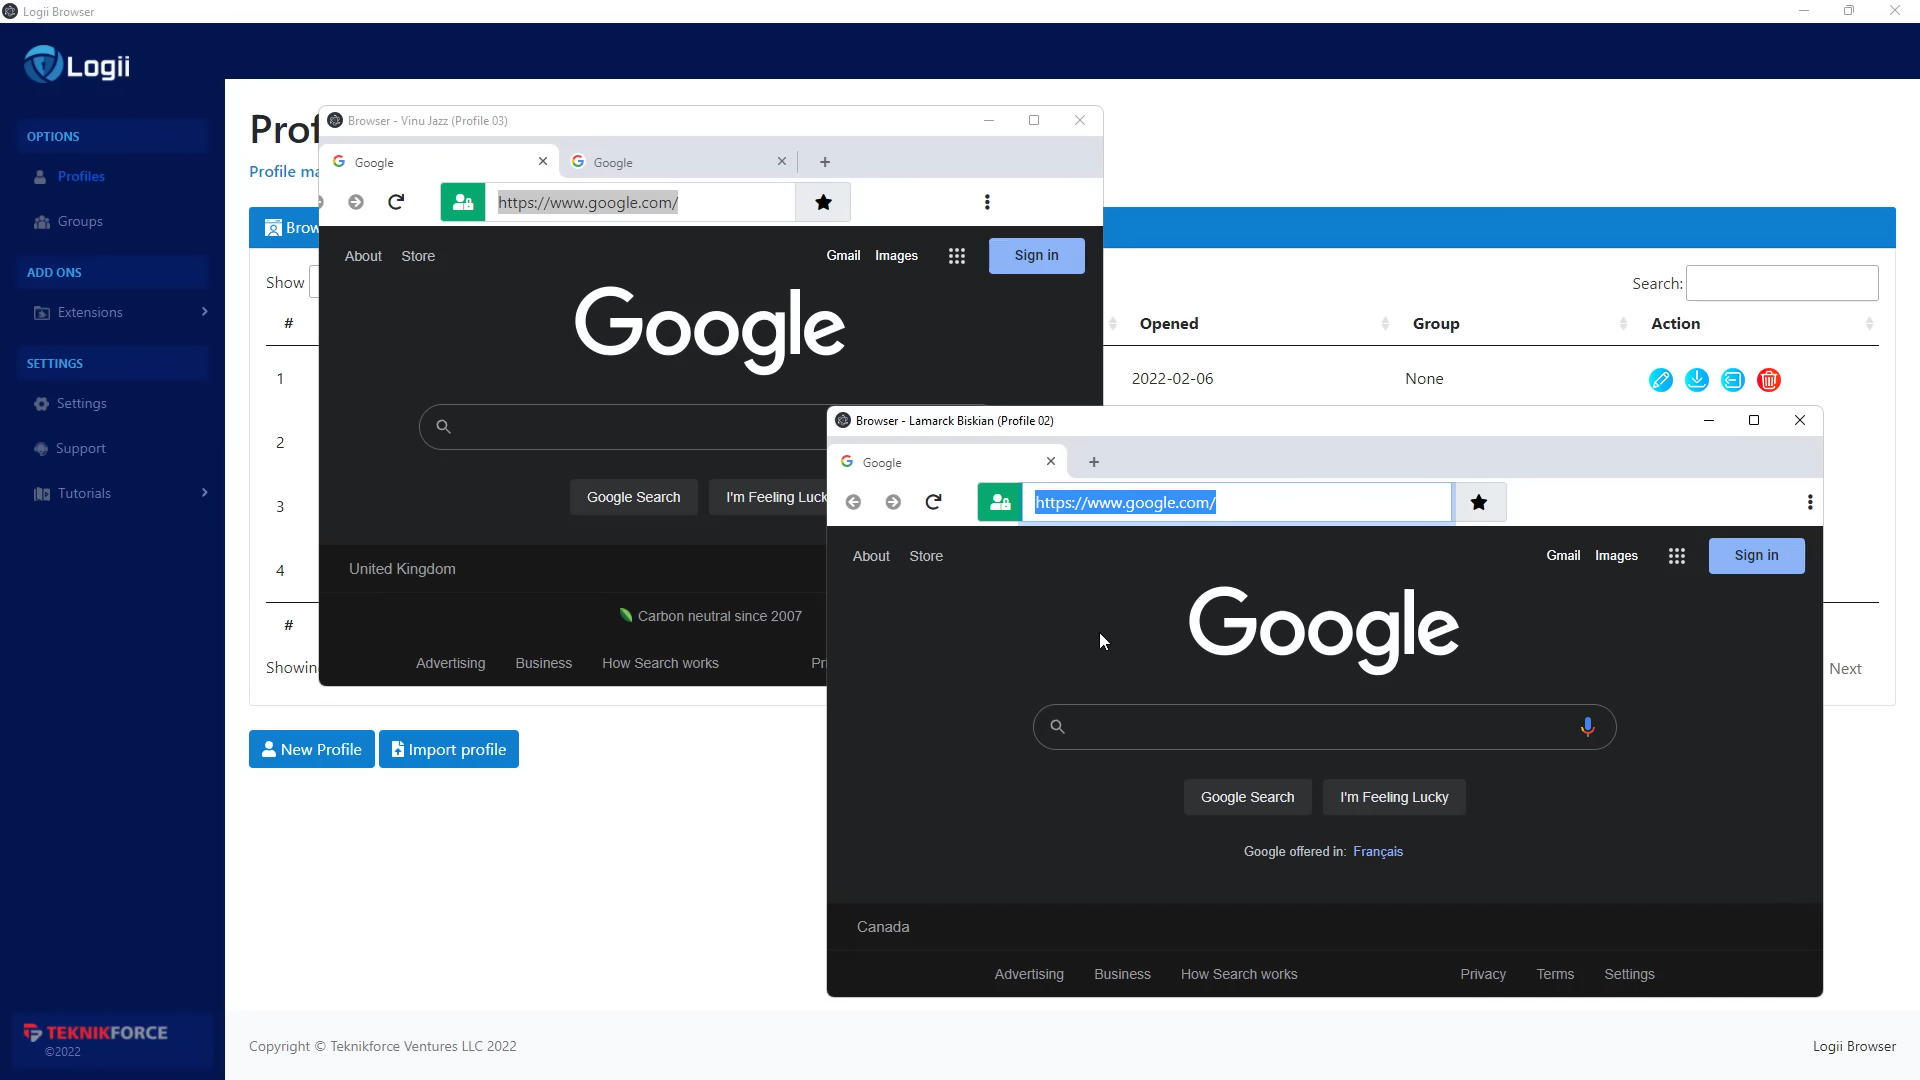 Logii Browser
Logii
OPTIONS
Profiles
Groups
ADD ONS
Extensions
SETTINGS
Settings
Support
Tutorials
TEKNIKFORCE
©2022
Prof
Profile ma
Brow
Show
Search:
#
Opened
Group
Action
1
2022-02-06
None
2
3
4
#
Showin
Next
New Profile
Import profile
Browser - Vinu Jazz (Profile 03)
Google
Google
https://www.google.com/
About Store
Gmail Images
Sign in
Google
Google Search
I'm Feeling Luck
United Kingdom
Carbon neutral since 2007
Advertising Business How Search works Pri
Browser - Lamarck Biskian (Profile 02)
Google
https://www.google.com/
About Store
Gmail Images
Sign in
Google
Google Search
I'm Feeling Lucky
Google offered in: Français
Canada
Advertising Business How Search works
Privacy Terms Settings
Copyright © Teknikforce Ventures LLC 2022
Logii Browser